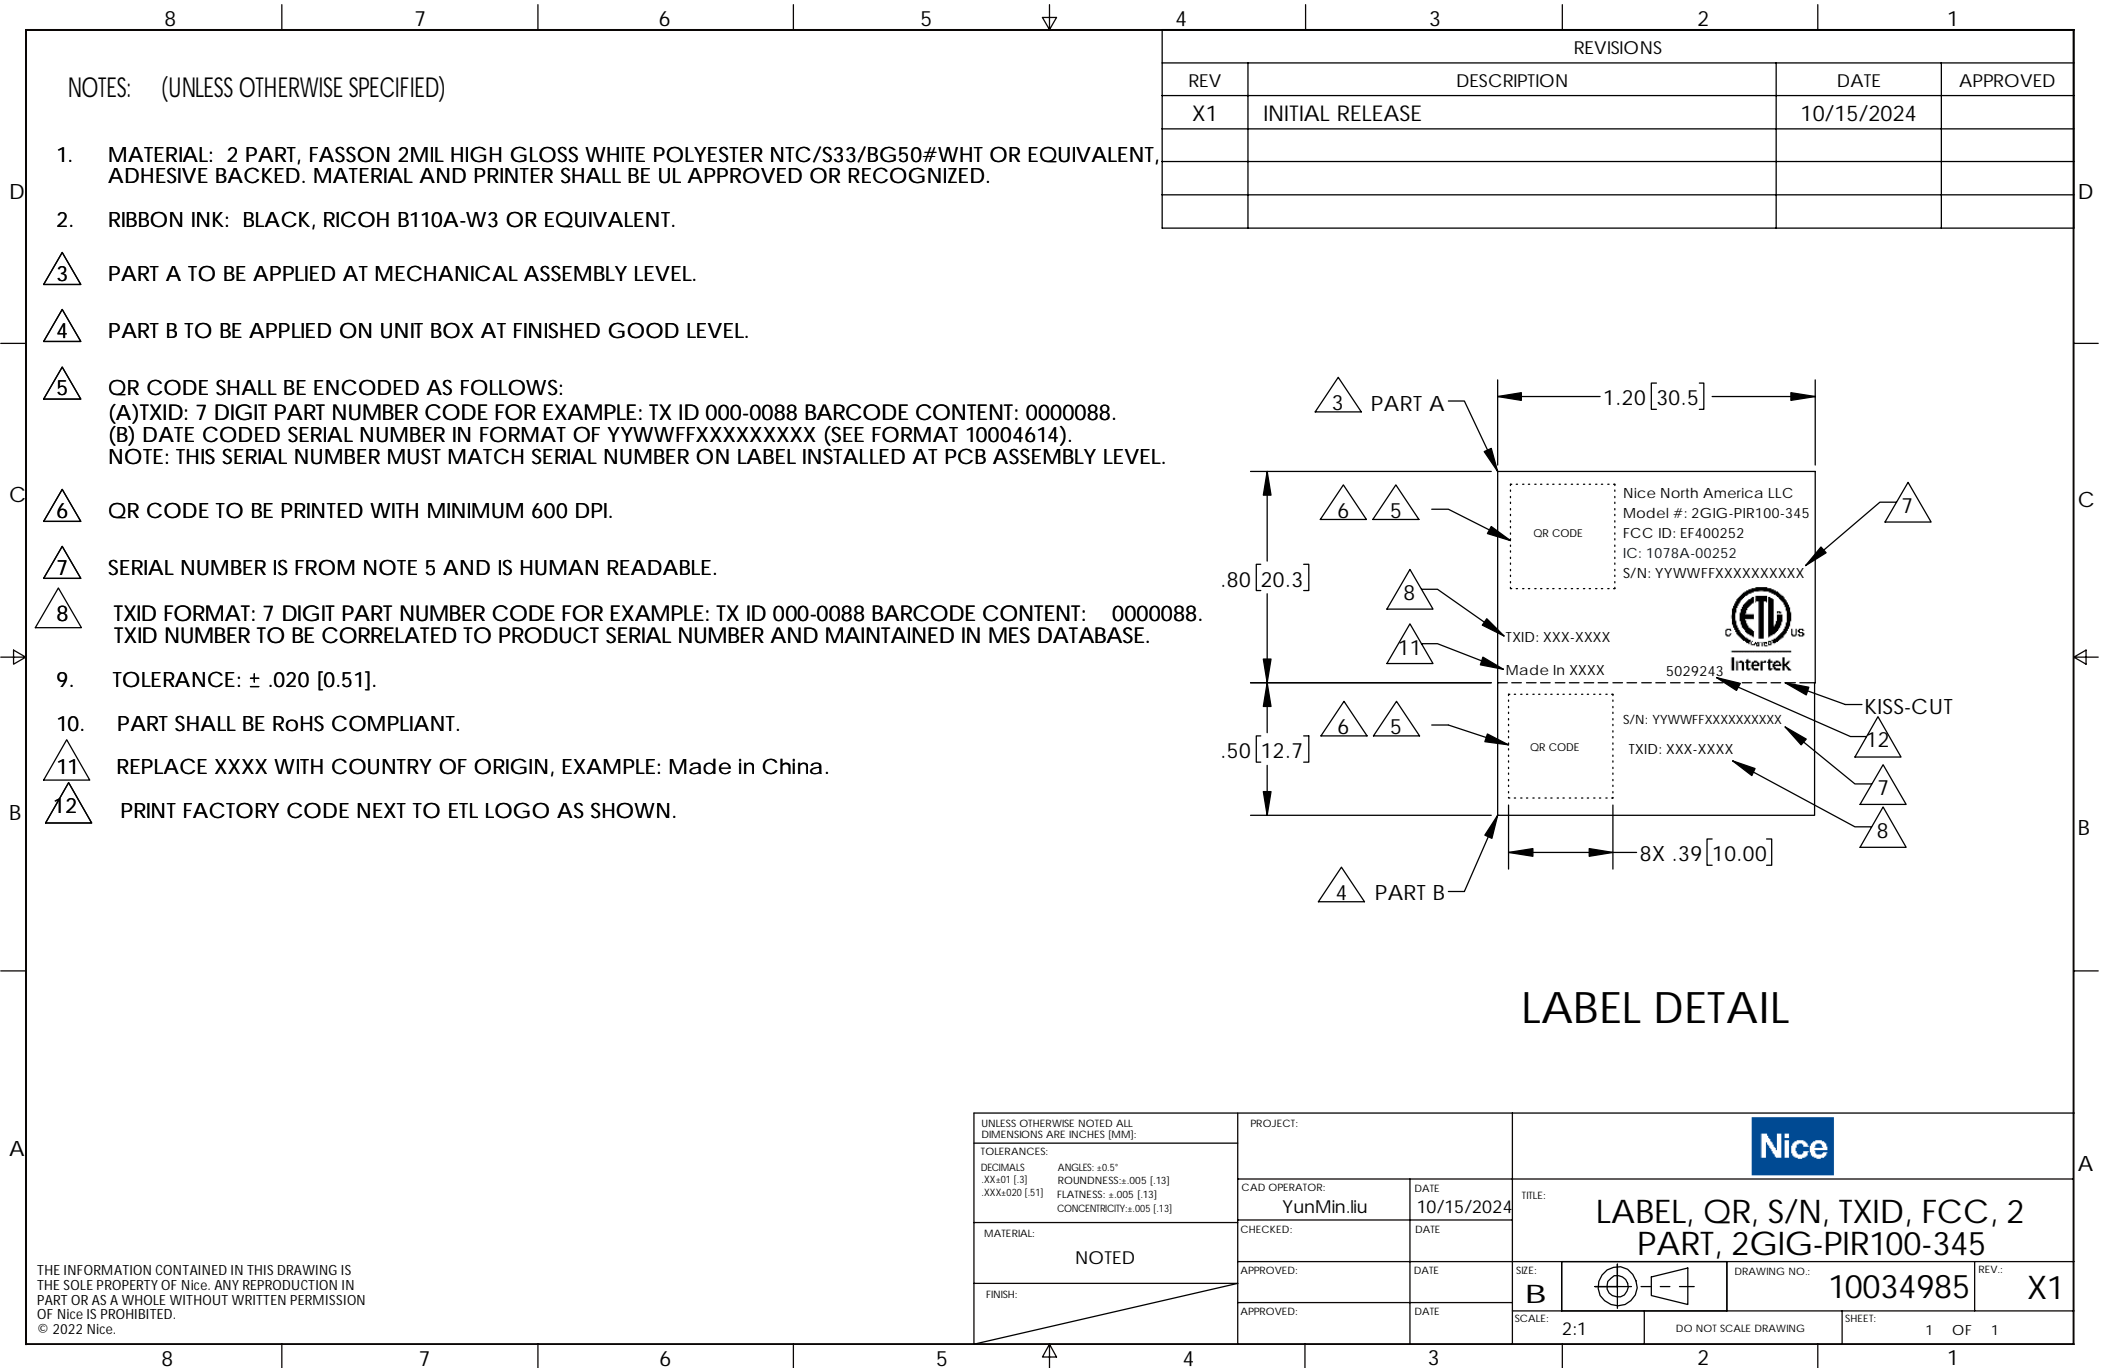 8 7 6 5 4 3 2 1
REVISIONS
REV DESCRIPTION DATE APPROVED
X1 INITIAL RELEASE 10/15/2024
NOTES: (UNLESS OTHERWISE SPECIFIED)
1. MATERIAL: 2 PART, FASSON 2MIL HIGH GLOSS WHITE POLYESTER NTC/S33/BG50#WHT OR EQUIVALENT,
ADHESIVE BACKED. MATERIAL AND PRINTER SHALL BE UL APPROVED OR RECOGNIZED.
D D
2. RIBBON INK: BLACK, RICOH B110A-W3 OR EQUIVALENT.
3 PART A TO BE APPLIED AT MECHANICAL ASSEMBLY LEVEL.
4 PART B TO BE APPLIED ON UNIT BOX AT FINISHED GOOD LEVEL.
5 QR CODE SHALL BE ENCODED AS FOLLOWS:
(A)TXID: 7 DIGIT PART NUMBER CODE FOR EXAMPLE: TX ID 000-0088 BARCODE CONTENT: 0000088.
(B) DATE CODED SERIAL NUMBER IN FORMAT OF YYWWFFXXXXXXXXX (SEE FORMAT 10004614).
NOTE: THIS SERIAL NUMBER MUST MATCH SERIAL NUMBER ON LABEL INSTALLED AT PCB ASSEMBLY LEVEL.
C C
6 QR CODE TO BE PRINTED WITH MINIMUM 600 DPI.
7 SERIAL NUMBER IS FROM NOTE 5 AND IS HUMAN READABLE.
8 TXID FORMAT: 7 DIGIT PART NUMBER CODE FOR EXAMPLE: TX ID 000-0088 BARCODE CONTENT: 0000088.
TXID NUMBER TO BE CORRELATED TO PRODUCT SERIAL NUMBER AND MAINTAINED IN MES DATABASE.
9. TOLERANCE: ± .020 [0.51].
10. PART SHALL BE RoHS COMPLIANT.
11 REPLACE XXXX WITH COUNTRY OF ORIGIN, EXAMPLE: Made in China.
12 PRINT FACTORY CODE NEXT TO ETL LOGO AS SHOWN.
B B
3 PART A
1.20[30.5]
6 5
QR CODE
Nice North America LLC
Model #: 2GIG-PIR100-345
FCC ID: EF400252
IC: 1078A-00252
S/N: YYWWFFXXXXXXXXXX
7
.80[20.3]
8
TXID: XXX-XXXX
11
Made In XXXX
5029243
C ETL US
LISTED
Intertek
KISS-CUT
12
6 5
.50[12.7]
QR CODE
S/N: YYWWFFXXXXXXXXXX
TXID: XXX-XXXX
7
8
8X .39[10.00]
4 PART B
LABEL DETAIL
A A
UNLESS OTHERWISE NOTED ALL
DIMENSIONS ARE INCHES [MM]:
TOLERANCES:
DECIMALS ANGLES: ±0.5°
.XX±01 [.3] ROUNDNESS:±.005 [.13]
.XXX±020 [.51] FLATNESS: ±.005 [.13]
CONCENTRICITY:±.005 [.13]
MATERIAL:
NOTED
FINISH:
PROJECT:
CAD OPERATOR: DATE
YunMin.liu 10/15/2024
CHECKED: DATE
APPROVED: DATE
APPROVED: DATE
Nice
TITLE:
LABEL, QR, S/N, TXID, FCC, 2
PART, 2GIG-PIR100-345
SIZE: DRAWING NO.: REV.:
B 10034985 X1
SCALE: 2:1 DO NOT SCALE DRAWING SHEET: 1 OF 1
THE INFORMATION CONTAINED IN THIS DRAWING IS
THE SOLE PROPERTY OF Nice. ANY REPRODUCTION IN
PART OR AS A WHOLE WITHOUT WRITTEN PERMISSION
OF Nice IS PROHIBITED.
© 2022 Nice.
8 7 6 5 4 3 2 1